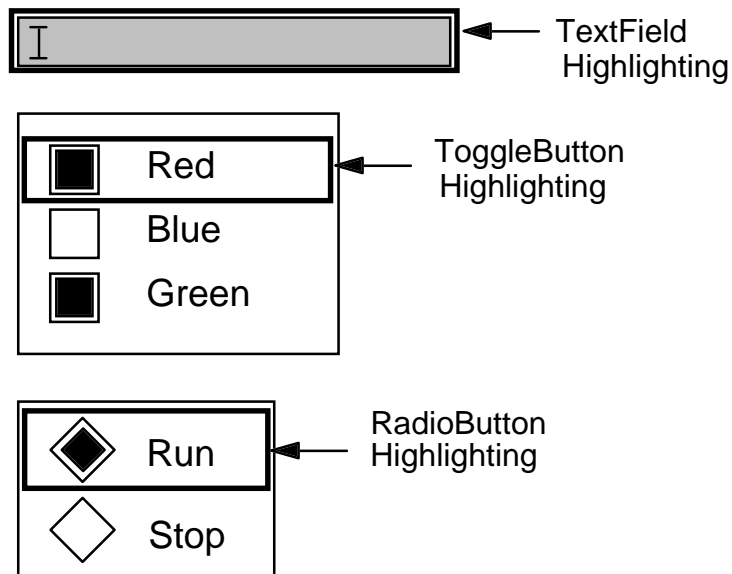 TextField
Highlighting
Red
ToggleButton
Highlighting
Blue
Green
Run
RadioButton
Highlighting
Stop